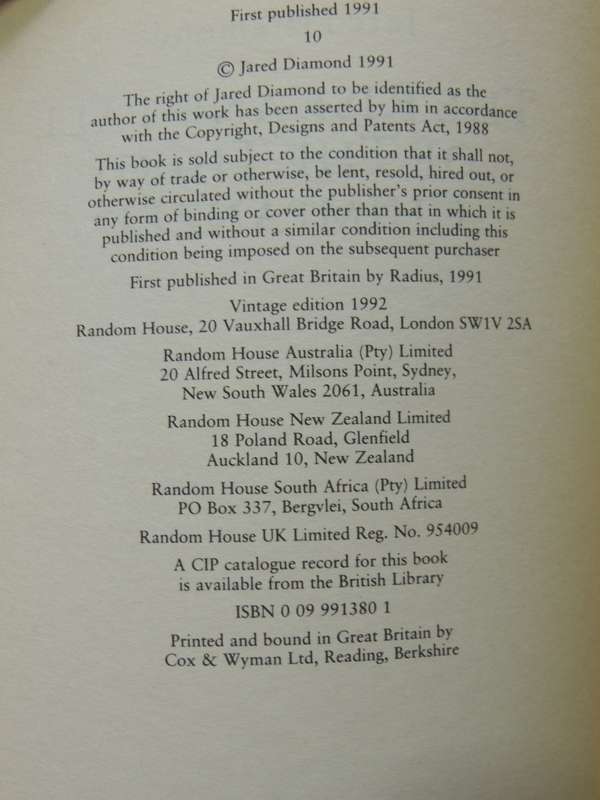 First published 1991
10
© Jared Diamond 1991
The right of Jared Diamond to be identified as the
author of this work has been asserted by him in accordance
with the Copyright, Designs and Patents Act, 1988
This book is sold subject to the condition that it shall not,
by way of trade or otherwise, be lent, resold, hired out, or
otherwise circulated without the publisher's prior consent in
any form of binding or cover other than that in which it is
published and without a similar condition including this
condition being imposed on the subsequent purchaser
First published in Great Britain by Radius, 1991
Vintage edition 1992
Random House, 20 Vauxhall Bridge Road, London SW1V 2SA
Random House Australia (Pty) Limited
20 Alfred Street, Milsons Point, Sydney,
New South Wales 2061, Australia
Random House New Zealand Limited
18 Poland Road, Glenfield
Auckland 10, New Zealand
Random House South Africa (Pty) Limited
PO Box 337, Bergvlei, South Africa
Random House UK Limited Reg. No. 954009
A CIP catalogue record for this book
is available from the British Library
ISBN 0 09 991380 1
Printed and bound in Great Britain by
Cox & Wyman Ltd, Reading, Berkshire